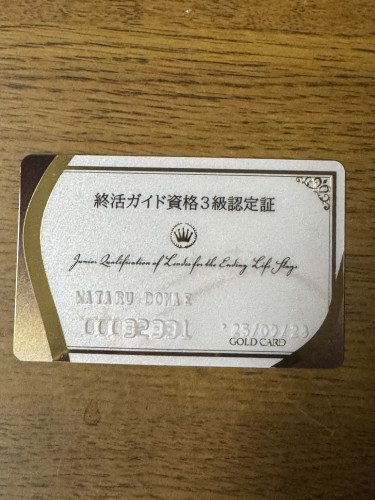 終活ガイド資格3級認定証
Junior Qualification of Leader for the Ending Life Stage
WATARU DOMAE
GOLD CARD